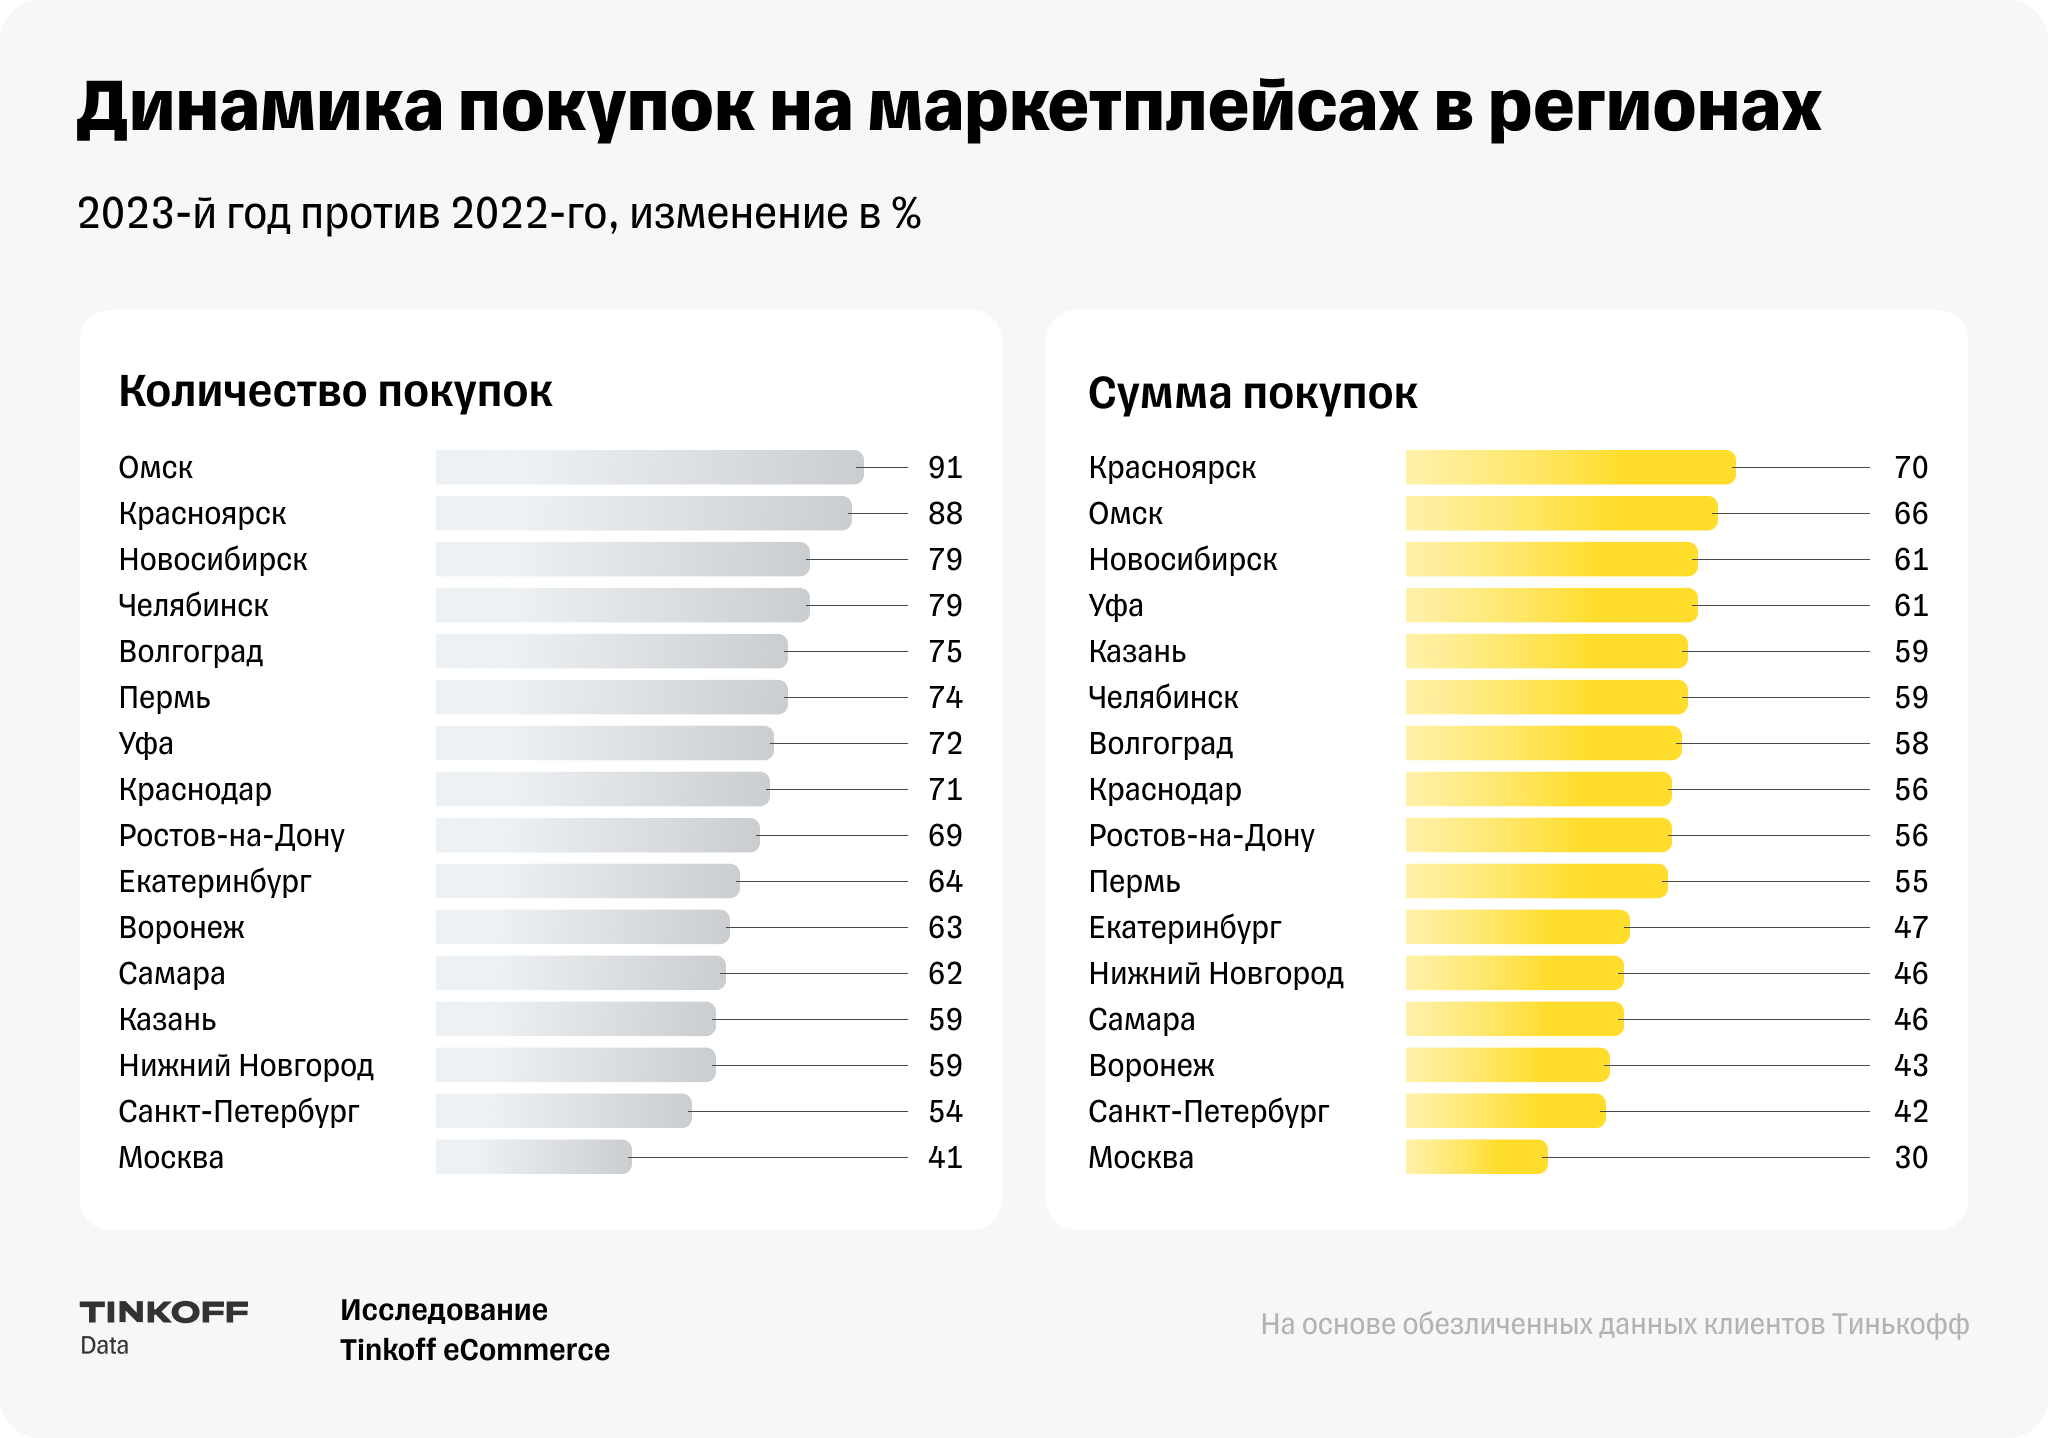 Динамика покупок на маркетплейсах в регионах
2023-й год против 2022-го, изменение в %
Количество покупок
Омск 91
Красноярск 88
Новосибирск 79
Челябинск 79
Волгоград 75
Пермь 74
Уфа 72
Краснодар 71
Ростов-на-Дону 69
Екатеринбург 64
Воронеж 63
Самара 62
Казань 59
Нижний Новгород 59
Санкт-Петербург 54
Москва 41
Сумма покупок
Красноярск 70
Омск 66
Новосибирск 61
Уфа 61
Казань 59
Челябинск 59
Волгоград 58
Краснодар 56
Ростов-на-Дону 56
Пермь 55
Екатеринбург 47
Нижний Новгород 46
Самара 46
Воронеж 43
Санкт-Петербург 42
Москва 30
TINKOFF
Data
Исследование
Tinkoff eCommerce
На основе обезличенных данных клиентов Тинькофф